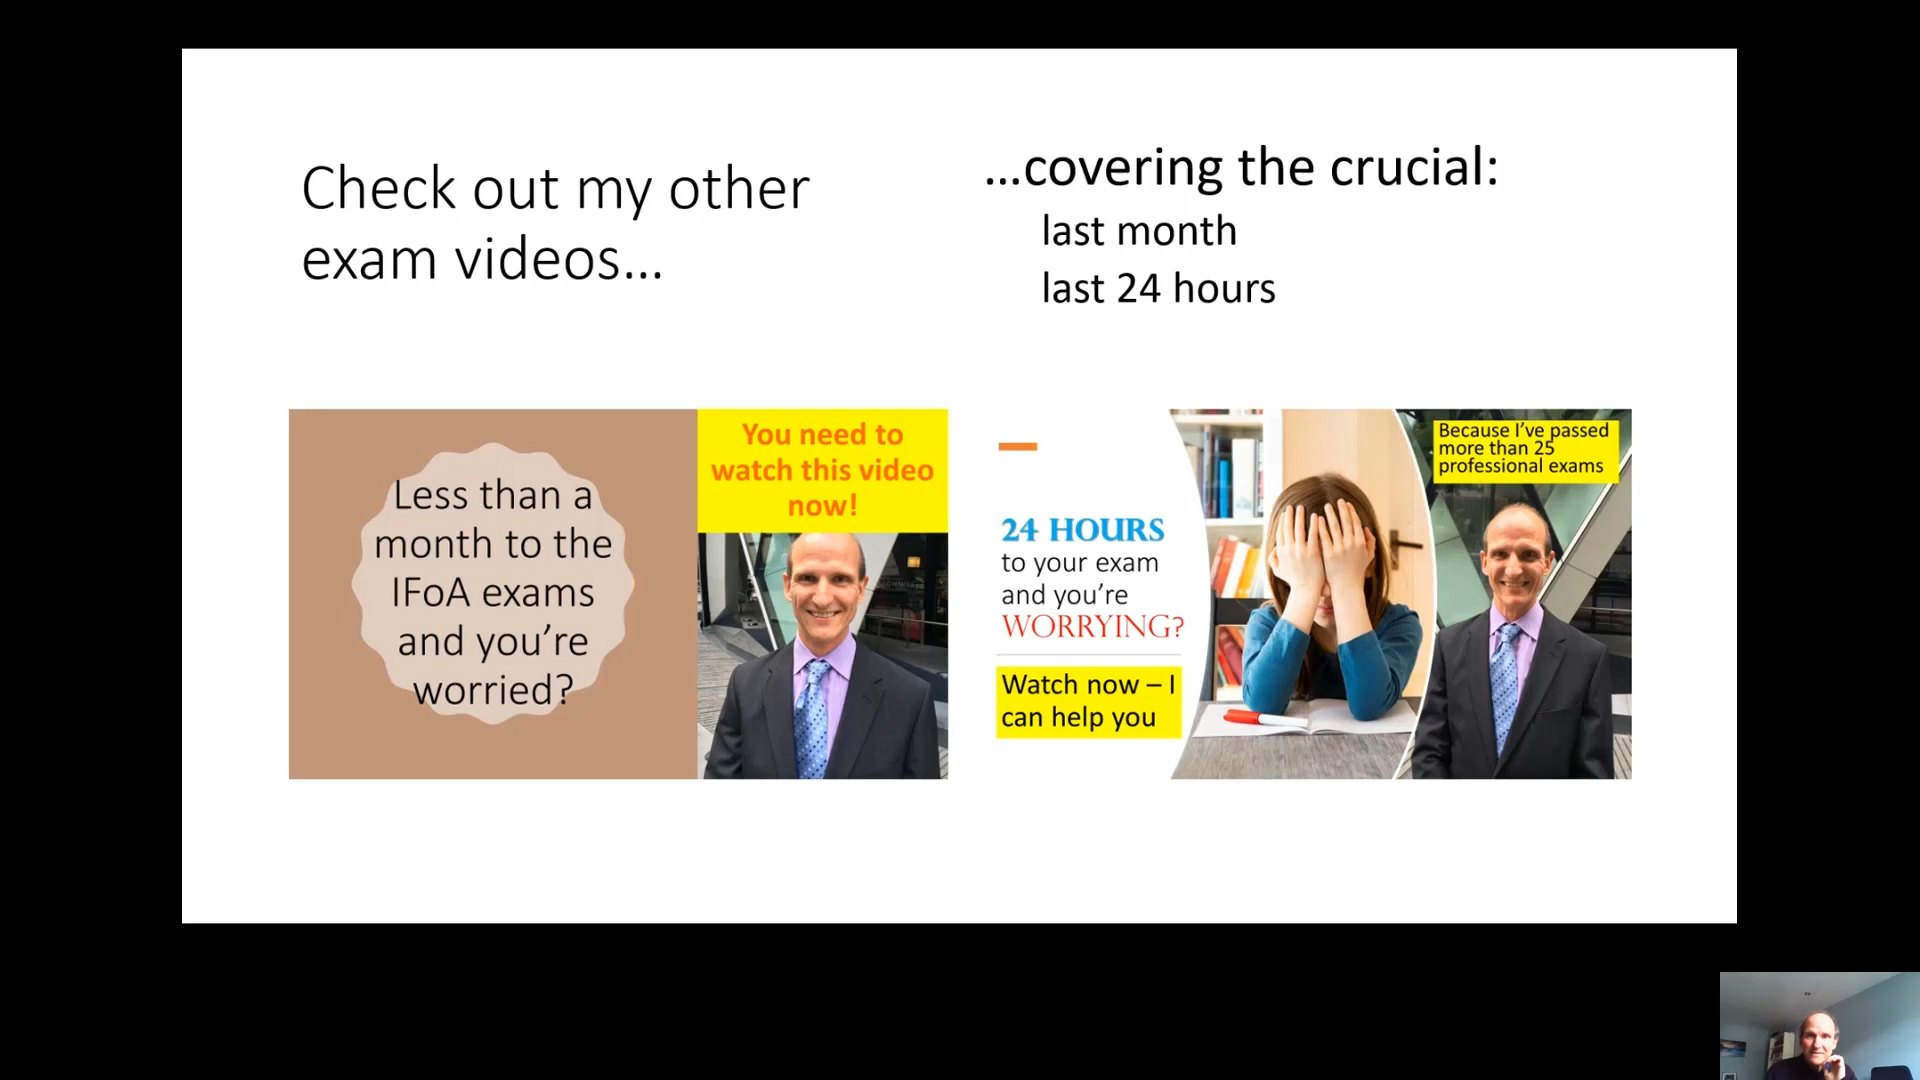 Check out my other
exam videos…
…covering the crucial:
last month
last 24 hours
Less than a
month to the
IFoA exams
and you’re
worried?
You need to
watch this video
now!
24 HOURS
to your exam
and you’re
WORRYING?
Watch now – I
can help you
Because I’ve passed
more than 25
professional exams